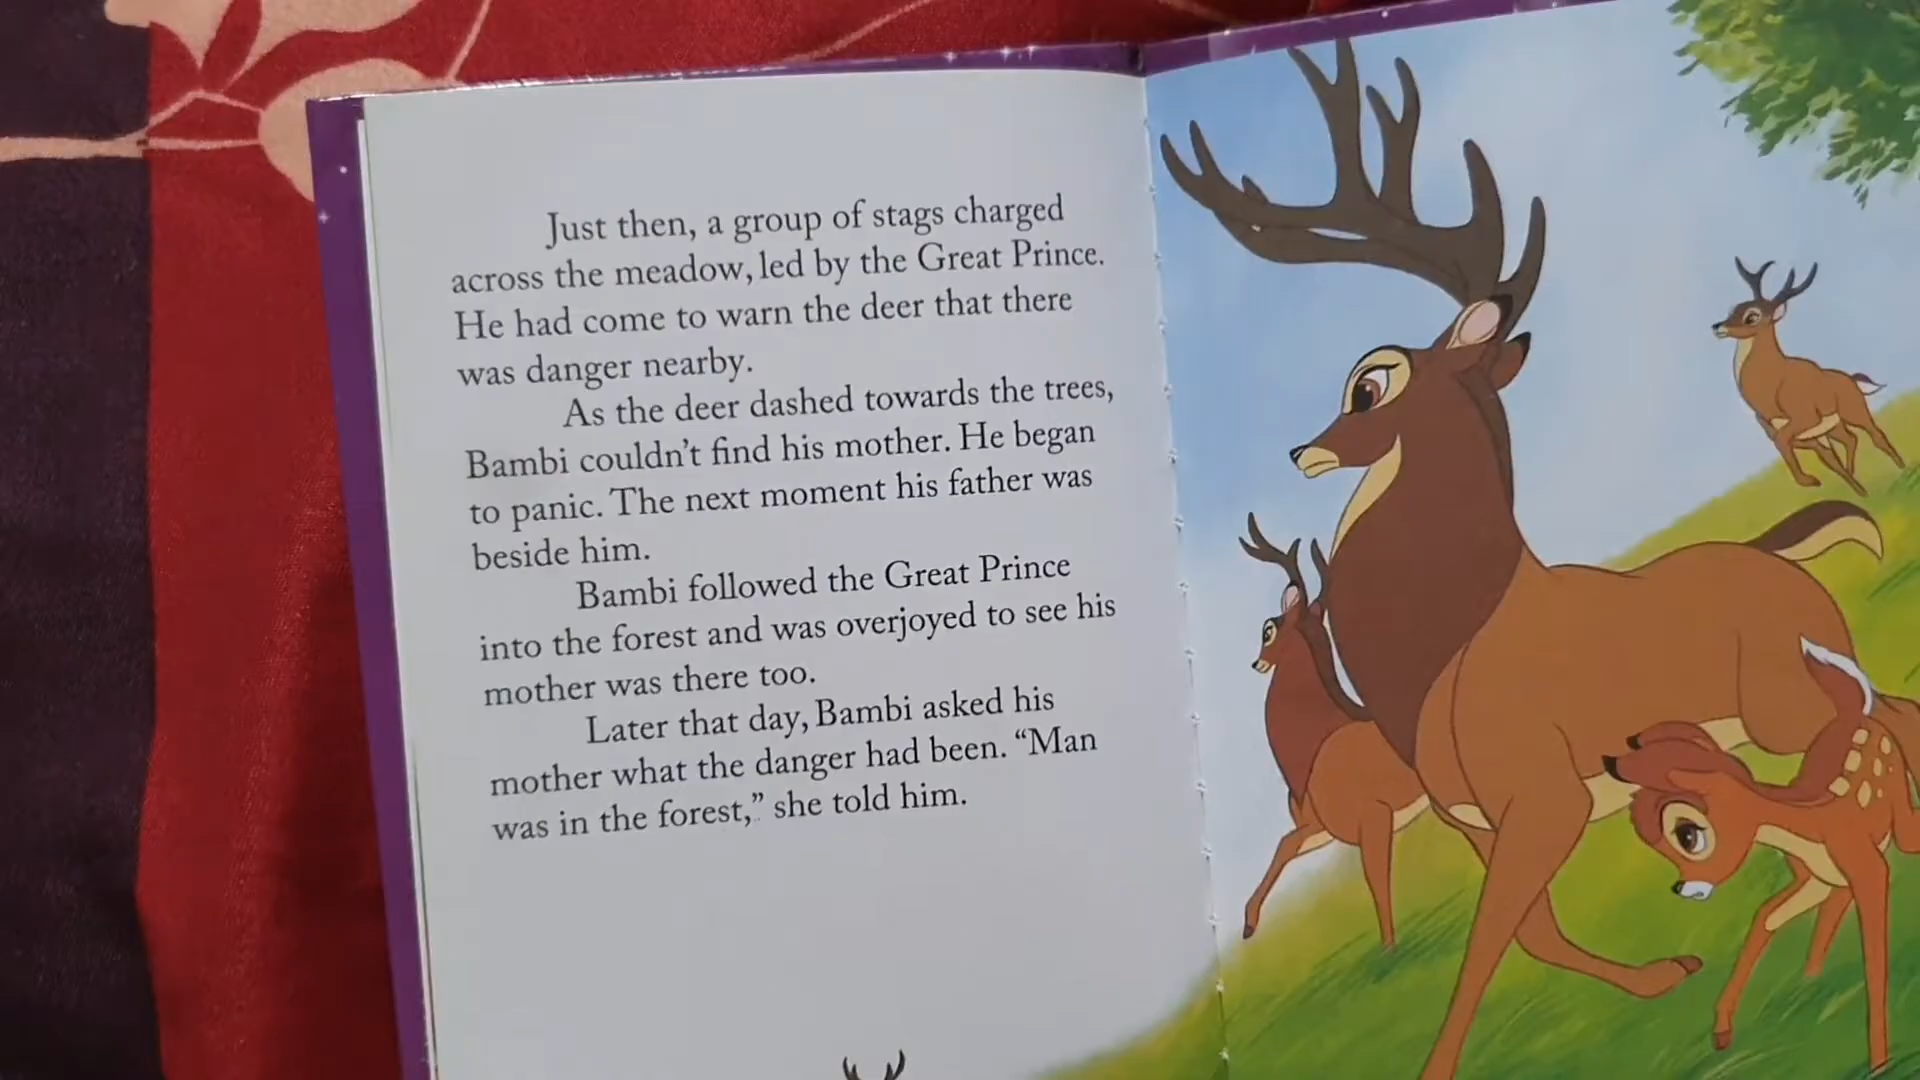 Just then, a group of stags charged
across the meadow, led by the Great Prince.
He had come to warn the deer that there
was danger nearby.
As the deer dashed towards the trees,
Bambi couldn't find his mother. He began
to panic. The next moment his father was
beside him.
Bambi followed the Great Prince
into the forest and was overjoyed to see his
mother was there too.
Later that day, Bambi asked his
mother what the danger had been. “Man
was in the forest,” she told him.